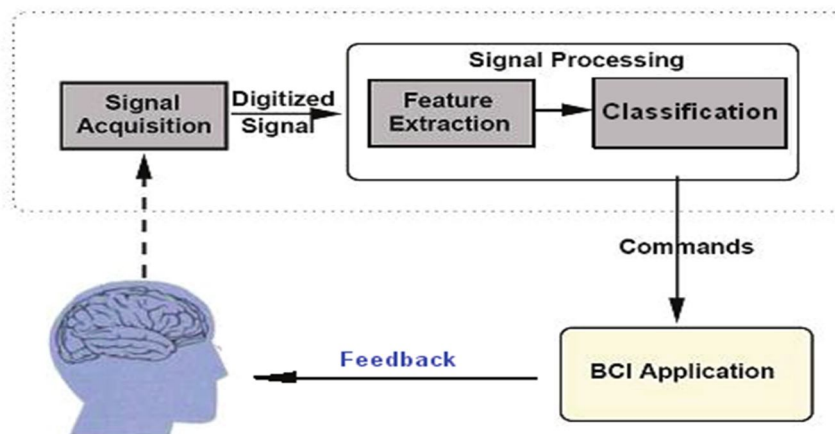 Signal Processing
Signal
Acquisition
Digitized
Signal
Feature
Extraction
Classification
Commands
Feedback
BCI Application